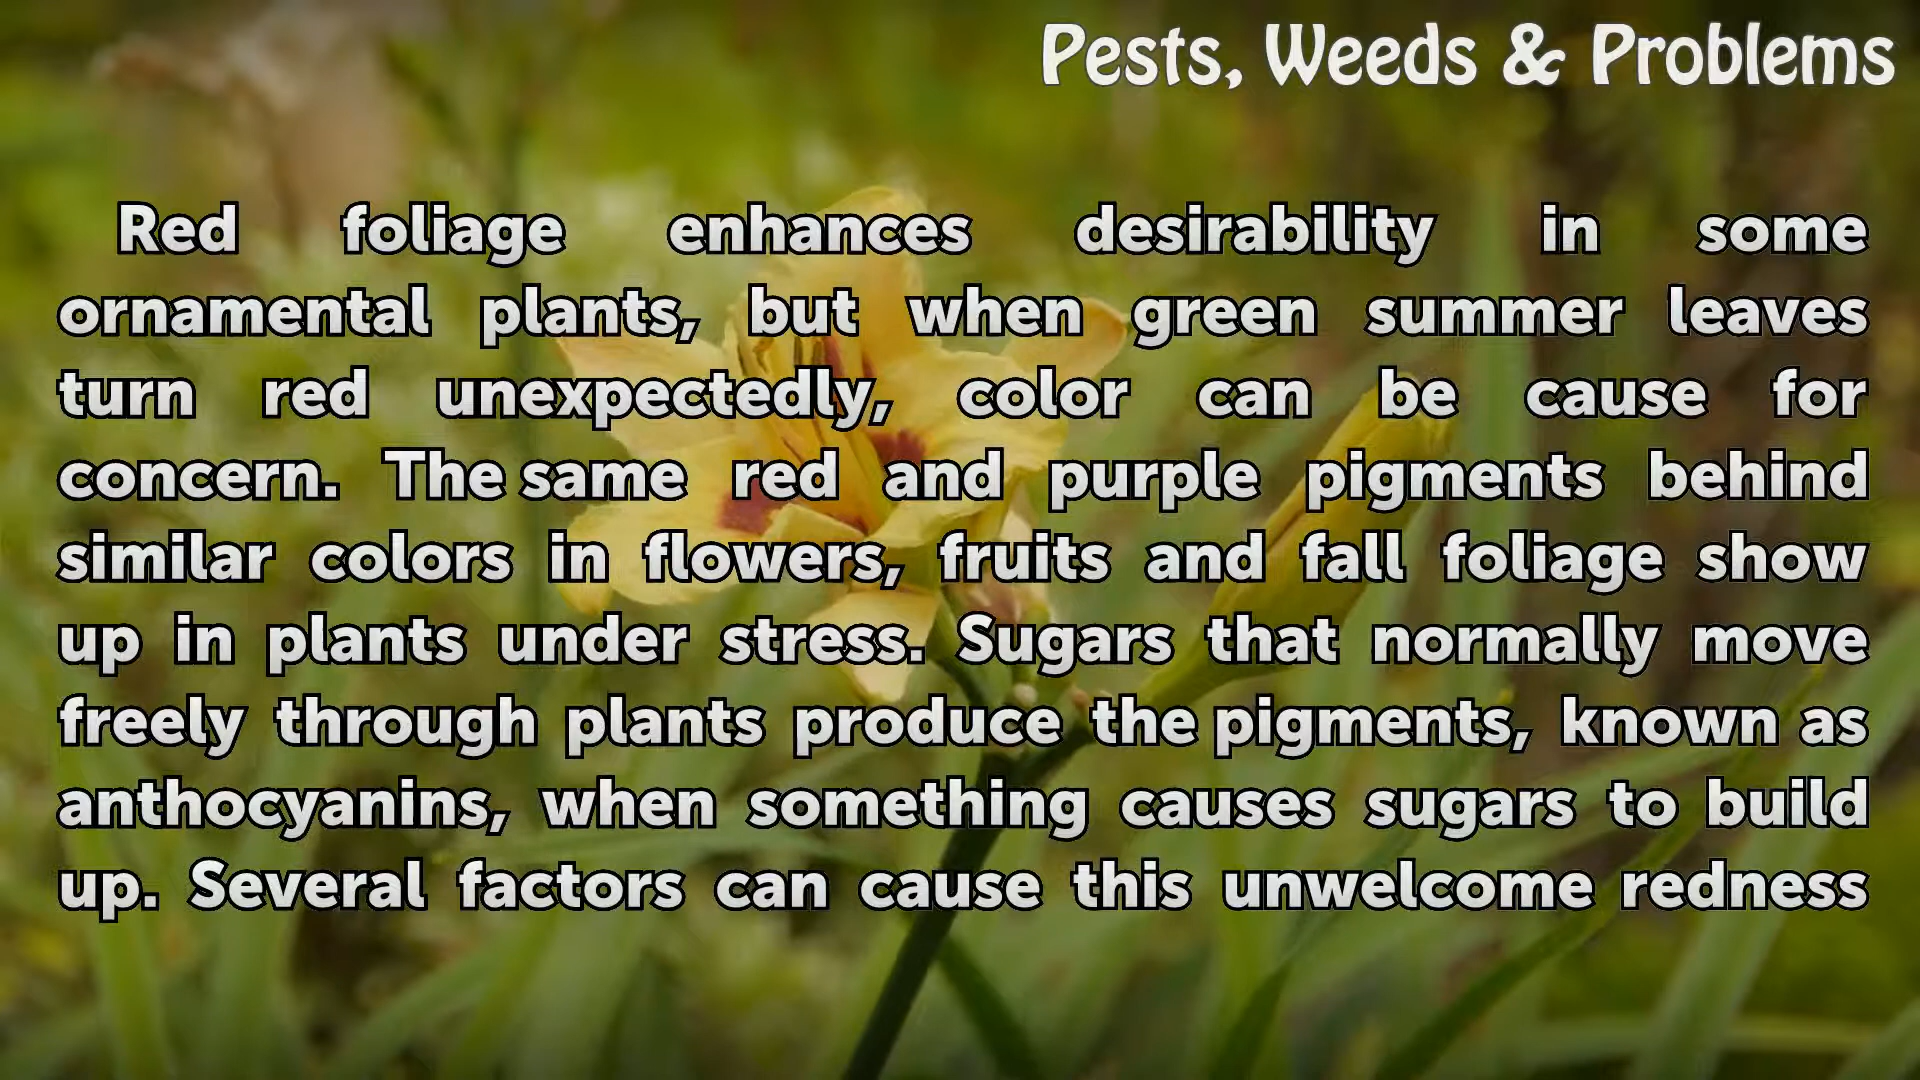 Pests, Weeds & Problems
Red foliage enhances desirability in some
ornamental plants, but when green summer leaves
turn red unexpectedly, color can be cause for
concern. The same red and purple pigments behind
similar colors in flowers, fruits and fall foliage show
up in plants under stress. Sugars that normally move
freely through plants produce the pigments, known as
anthocyanins, when something causes sugars to build
up. Several factors can cause this unwelcome redness